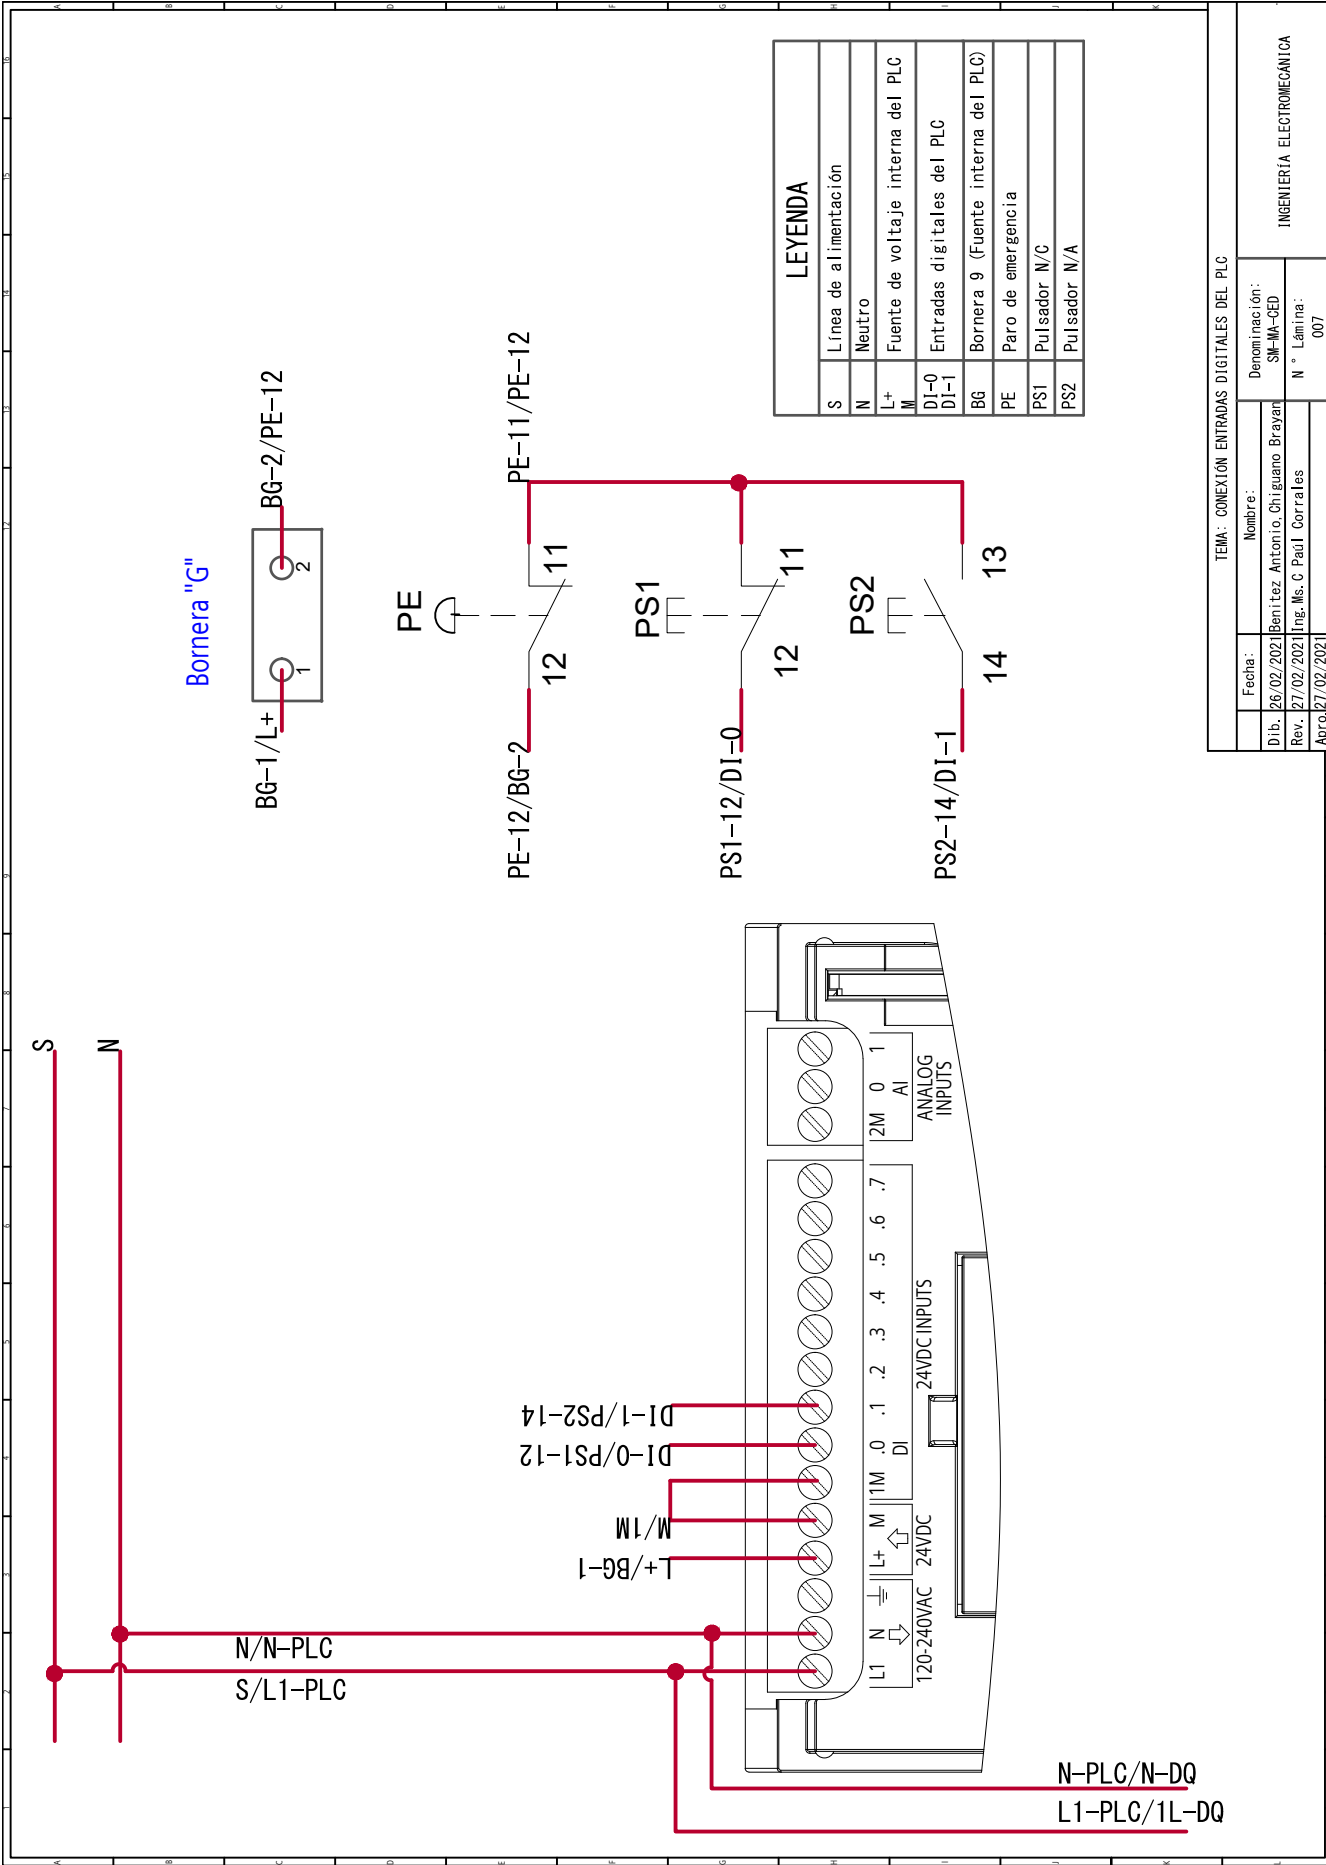 S
N
N/N-PLC
S/L1-PLC
Bornera "G"
BG-1/L+
1
2
BG-2/PE-12
PE
PE-12/BG-2
12
11
PE-11/PE-12
PS1
PS1-12/DI-0
12
11
PS2
PS2-14/DI-1
14
13
L+/BG-1
M/1M
DI-0/PS1-12
DI-1/PS2-14
L1 N L+ M 1M .0 .1 .2 .3 .4 .5 .6 .7 2M 0 1
DI
AI
120-240VAC 24VDC 24VDC INPUTS ANALOG
INPUTS
N-PLC/N-DQ
L1-PLC/1L-DQ
LEYENDA
S Línea de alimentación
N Neutro
L+
M Fuente de voltaje interna del PLC
DI-0
DI-1 Entradas digitales del PLC
BG Bornera 9 (Fuente interna del PLC)
PE Paro de emergencia
PS1 Pulsador N/C
PS2 Pulsador N/A
TEMA: CONEXIÓN ENTRADAS DIGITALES DEL PLC
Fecha: Nombre:
Dib. 26/02/2021 Benitez Antonio,Chiguano Brayan
Rev. 27/02/2021 Ing. Ms. C Paúl Corrales
Apro. 27/02/2021
Denominación:
SM-MA-CED
N° Lámina:
007
INGENIERÍA ELECTROMECÁNICA